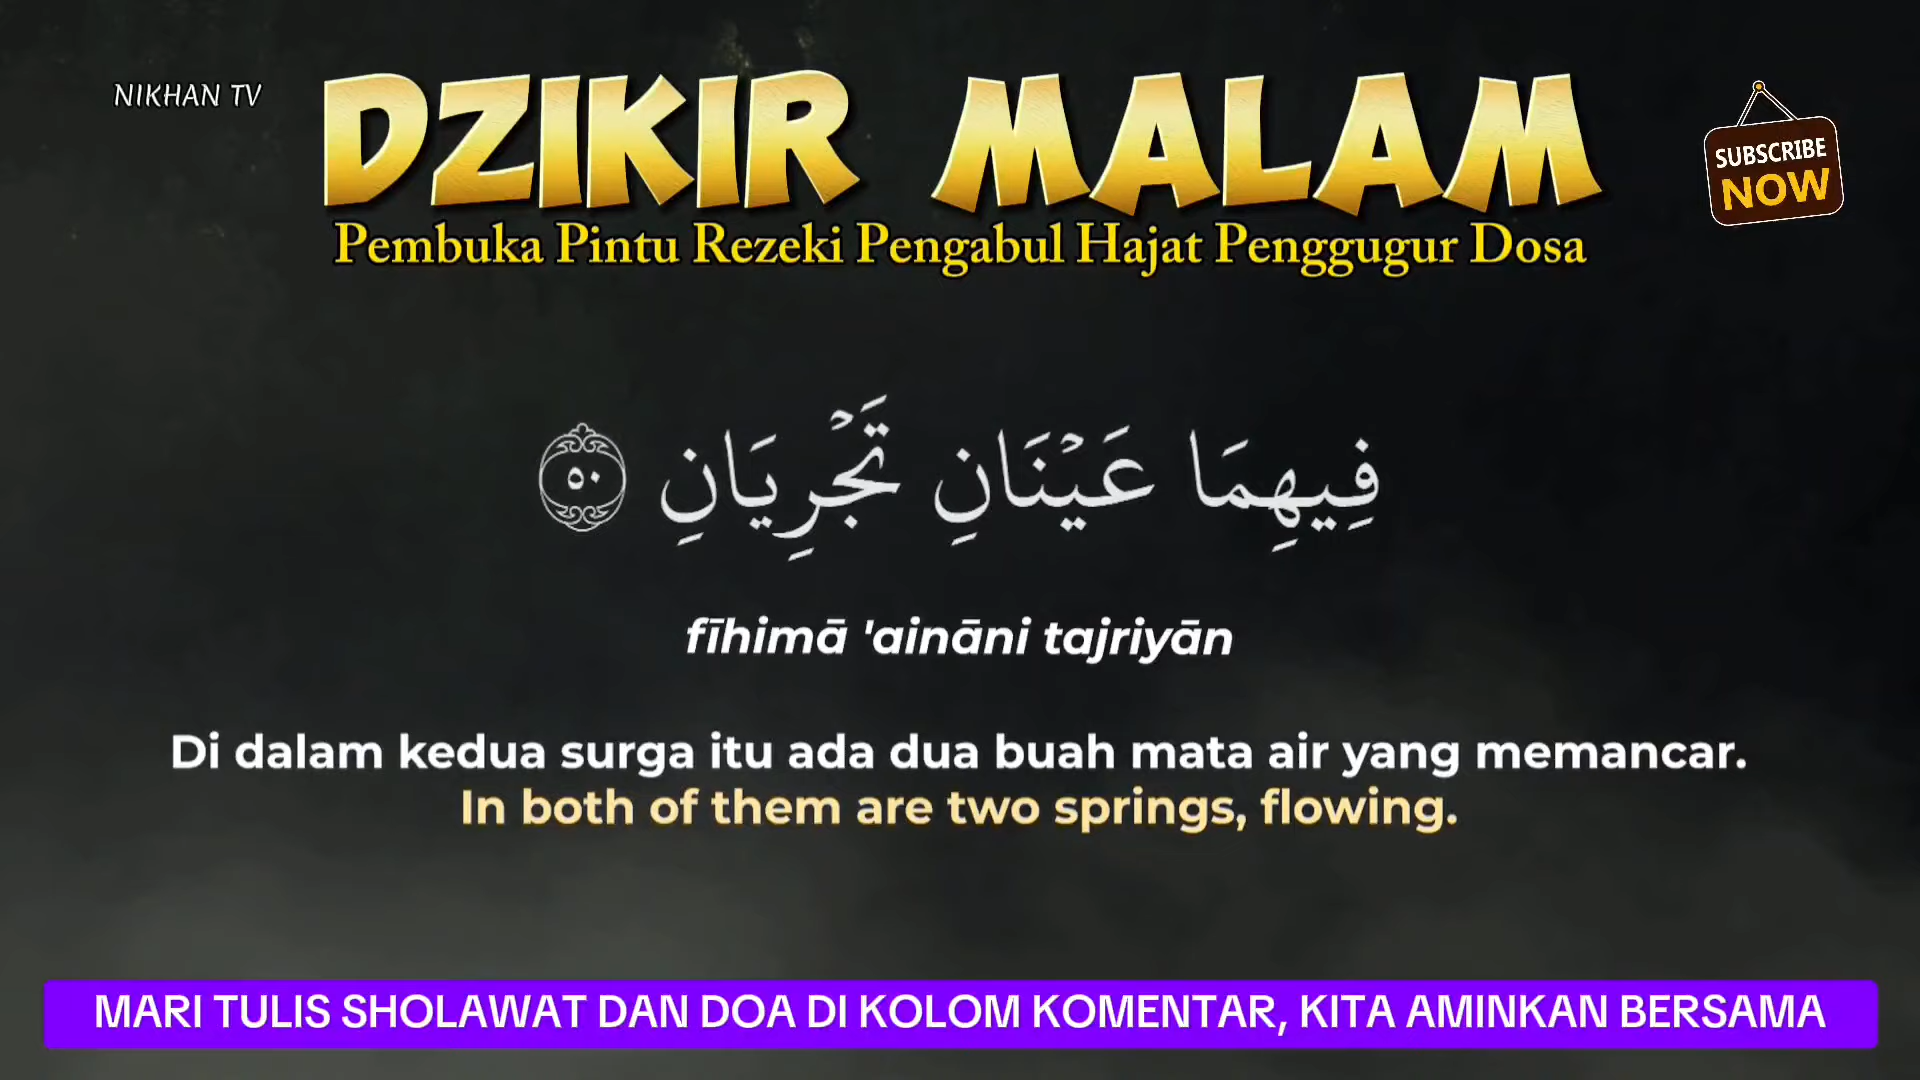 NIKHAN TV
DZIKIR MALAM
SUBSCRIBE
NOW
Pembuka Pintu Rezeki Pengabul Hajat Penggugur Dosa
فِيهِمَا عَيْنَانِ تَجْرِيَانِ ٥٠
fīhimā 'aināni tajriyān
Di dalam kedua surga itu ada dua buah mata air yang memancar.
In both of them are two springs, flowing.
MARI TULIS SHOLAWAT DAN DOA DI KOLOM KOMENTAR, KITA AMINKAN BERSAMA